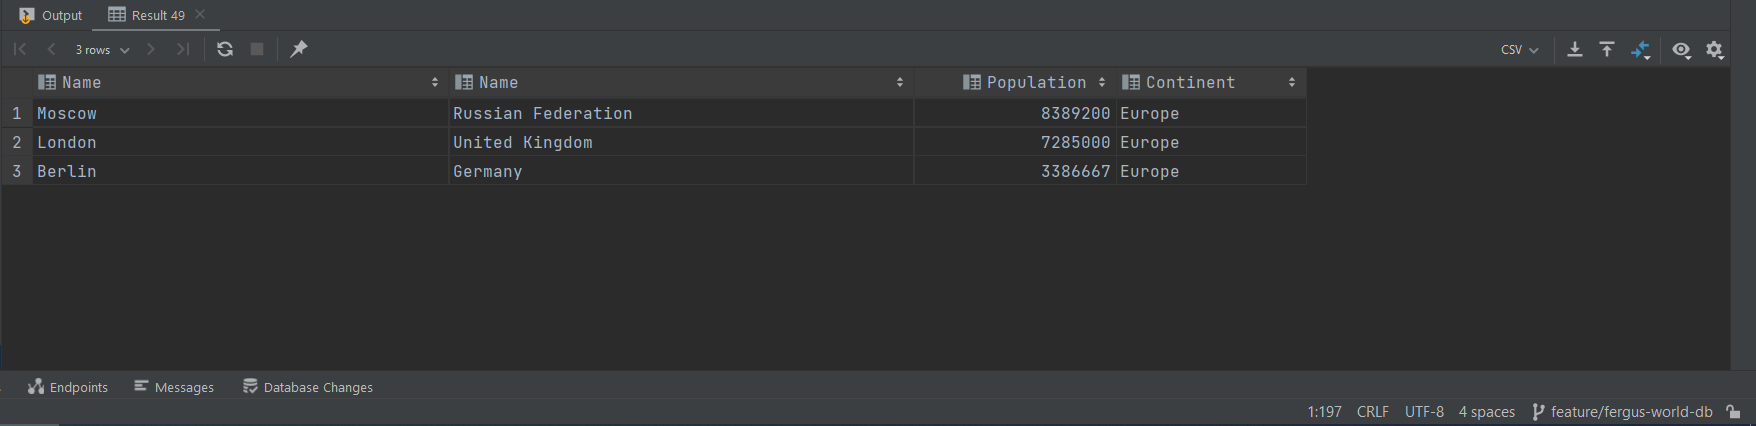 Output Result 49
3 rows CSV
Name Name Population Continent
1 Moscow Russian Federation 8389200 Europe
2 London United Kingdom 7285000 Europe
3 Berlin Germany 3386667 Europe
Endpoints Messages Database Changes
1:197 CRLF UTF-8 4 spaces feature/fergus-world-db